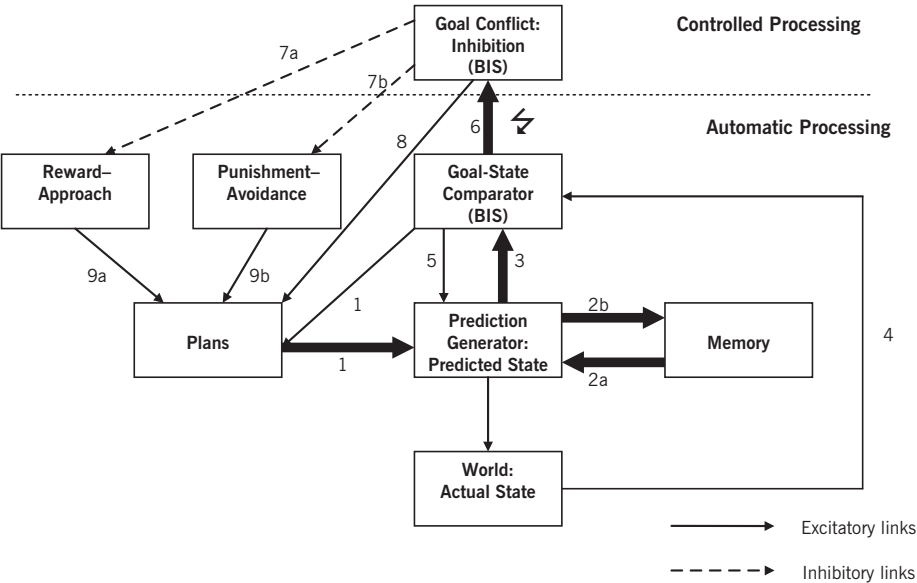 Goal Conflict:
Inhibition
(BIS)
Controlled Processing
7a
7b
8
6
Automatic Processing
Reward–
Approach
Punishment–
Avoidance
Goal-State
Comparator
(BIS)
9a
9b
5
3
1
4
Plans
1
Prediction
Generator:
Predicted State
2b
2a
Memory
World:
Actual State
Excitatory links
Inhibitory links